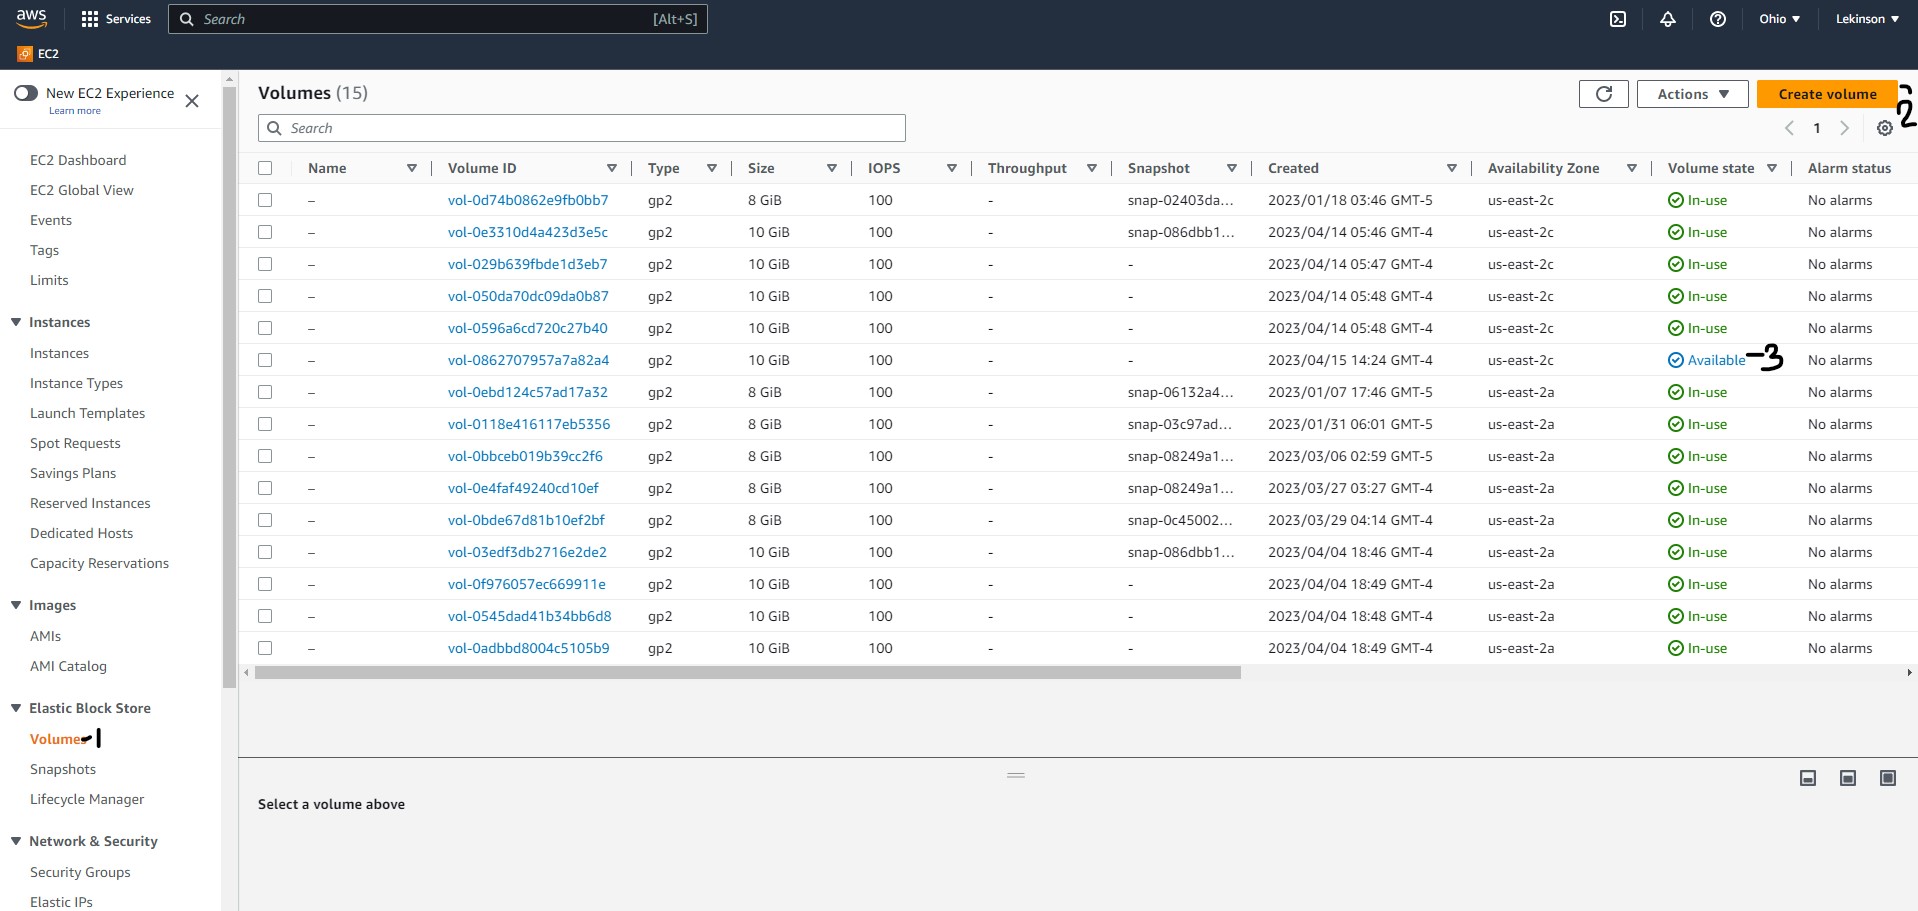 aws Services Search [Alt+S] Ohio Lekinson
EC2
New EC2 Experience
Learn more
EC2 Dashboard
EC2 Global View
Events
Tags
Limits
Instances
Instances
Instance Types
Launch Templates
Spot Requests
Savings Plans
Reserved Instances
Dedicated Hosts
Capacity Reservations
Images
AMIs
AMI Catalog
Elastic Block Store
Volumes -1
Snapshots
Lifecycle Manager
Network & Security
Security Groups
Elastic IPs
Volumes (15) Actions Create volume -2
Search 1
Name Volume ID Type Size IOPS Throughput Snapshot Created Availability Zone Volume state Alarm status
– vol-0d74b0862e9fb0bb7 gp2 8 GiB 100 - snap-02403da... 2023/01/18 03:46 GMT-5 us-east-2c In-use No alarms
– vol-0e3310d4a423d3e5c gp2 10 GiB 100 - snap-086dbb1... 2023/04/14 05:46 GMT-4 us-east-2c In-use No alarms
– vol-029b639fbde1d3eb7 gp2 10 GiB 100 - - 2023/04/14 05:47 GMT-4 us-east-2c In-use No alarms
– vol-050da70dc09da0b87 gp2 10 GiB 100 - - 2023/04/14 05:48 GMT-4 us-east-2c In-use No alarms
– vol-0596a6cd720c27b40 gp2 10 GiB 100 - - 2023/04/14 05:48 GMT-4 us-east-2c In-use No alarms
– vol-0862707957a7a82a4 gp2 10 GiB 100 - - 2023/04/15 14:24 GMT-4 us-east-2c Available -3 No alarms
– vol-0ebd124c57ad17a32 gp2 8 GiB 100 - snap-06132a4... 2023/01/07 17:46 GMT-5 us-east-2a In-use No alarms
– vol-0118e416117eb5356 gp2 8 GiB 100 - snap-03c97ad... 2023/01/31 06:01 GMT-5 us-east-2a In-use No alarms
– vol-0bbceb019b39cc2f6 gp2 8 GiB 100 - snap-08249a1... 2023/03/06 02:59 GMT-5 us-east-2a In-use No alarms
– vol-0e4faf49240cd10ef gp2 8 GiB 100 - snap-08249a1... 2023/03/27 03:27 GMT-4 us-east-2a In-use No alarms
– vol-0bde67d81b10ef2bf gp2 8 GiB 100 - snap-0c45002... 2023/03/29 04:14 GMT-4 us-east-2a In-use No alarms
– vol-03edf3db2716e2de2 gp2 10 GiB 100 - snap-086dbb1... 2023/04/04 18:46 GMT-4 us-east-2a In-use No alarms
– vol-0f976057ec669911e gp2 10 GiB 100 - - 2023/04/04 18:49 GMT-4 us-east-2a In-use No alarms
– vol-0545dad41b34bb6d8 gp2 10 GiB 100 - - 2023/04/04 18:48 GMT-4 us-east-2a In-use No alarms
– vol-0adbbd8004c5105b9 gp2 10 GiB 100 - - 2023/04/04 18:49 GMT-4 us-east-2a In-use No alarms
Select a volume above